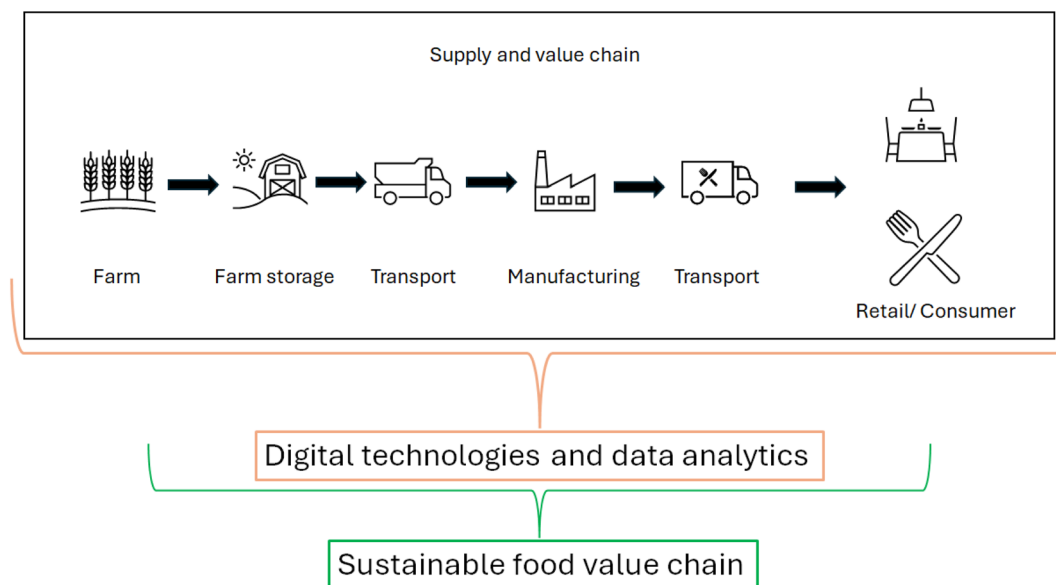 Supply and value chain
Farm
Farm storage
Transport
Manufacturing
Transport
Retail/ Consumer
Digital technologies and data analytics
Sustainable food value chain